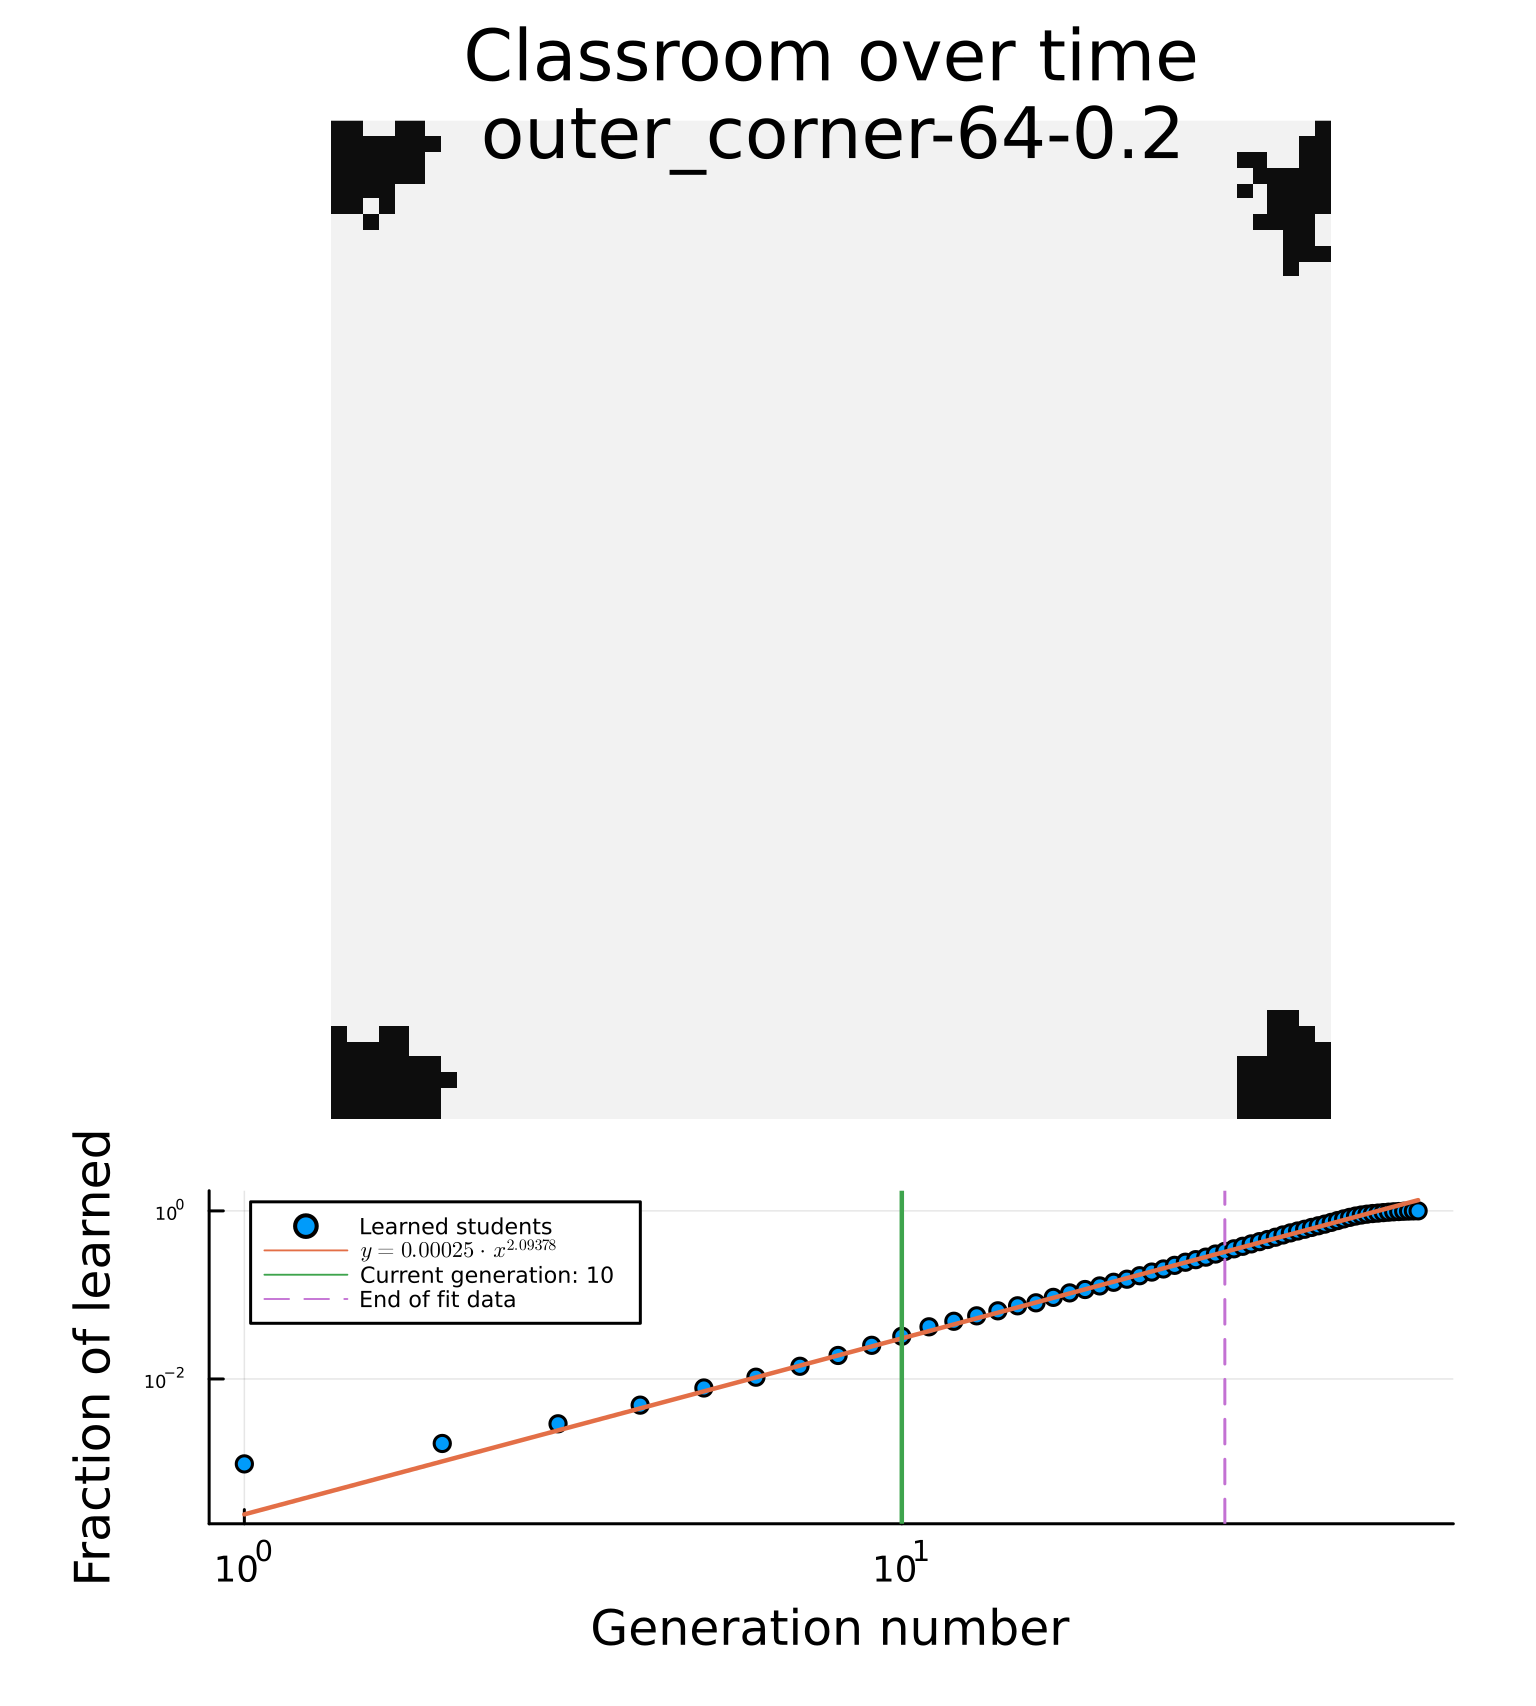 Classroom over time
outer_corner-64-0.2
Fraction of learned
10^0
10^-2
Learned students
y = 0.00025 · x^2.09378
Current generation: 10
End of fit data
10^0
10^1
Generation number